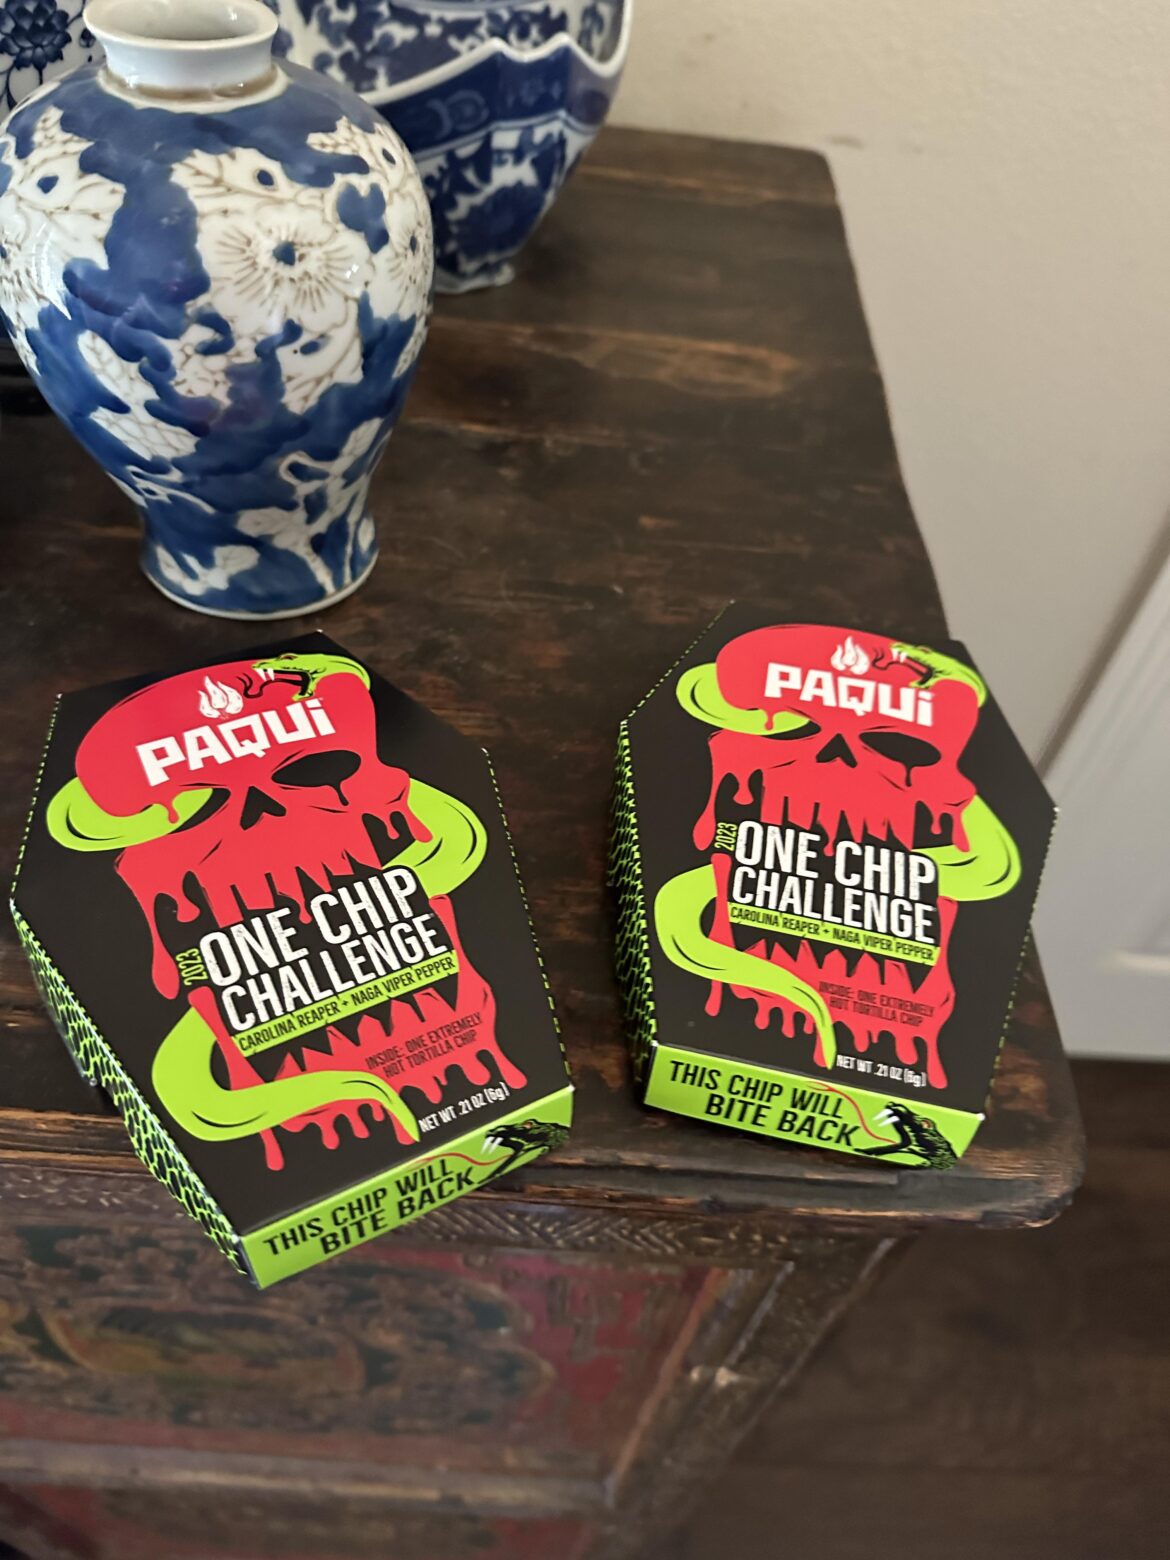 PAQUi
2023
ONE CHIP
CHALLENGE
CAROLINA REAPER + NAGA VIPER PEPPER
INSIDE: ONE EXTREMELY
HOT TORTILLA CHIP
NET WT .21 OZ (6g)
THIS CHIP WILL
BITE BACK
PAQUi
2023
ONE CHIP
CHALLENGE
CAROLINA REAPER + NAGA VIPER PEPPER
INSIDE: ONE EXTREMELY
HOT TORTILLA CHIP
NET WT .21 OZ (6g)
THIS CHIP WILL
BITE BACK